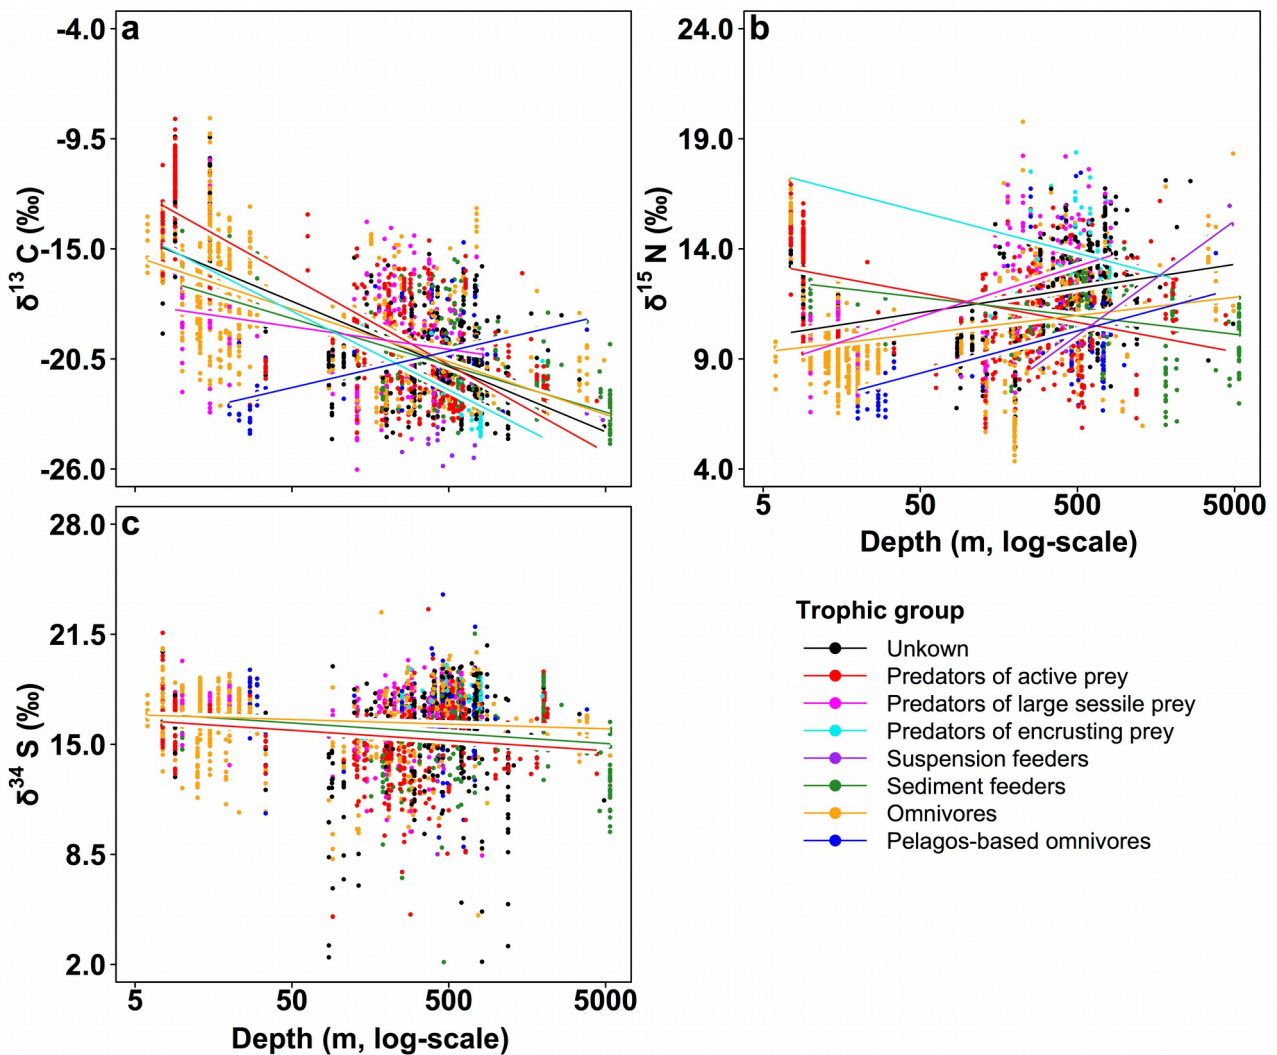 a
-4.0
-9.5
-15.0
-20.5
-26.0
δ13 C (‰)
b
24.0
19.0
14.0
9.0
4.0
δ15 N (‰)
5 50 500 5000
Depth (m, log-scale)
c
28.0
21.5
15.0
8.5
2.0
δ34 S (‰)
5 50 500 5000
Depth (m, log-scale)
Trophic group
Unkown
Predators of active prey
Predators of large sessile prey
Predators of encrusting prey
Suspension feeders
Sediment feeders
Omnivores
Pelagos-based omnivores